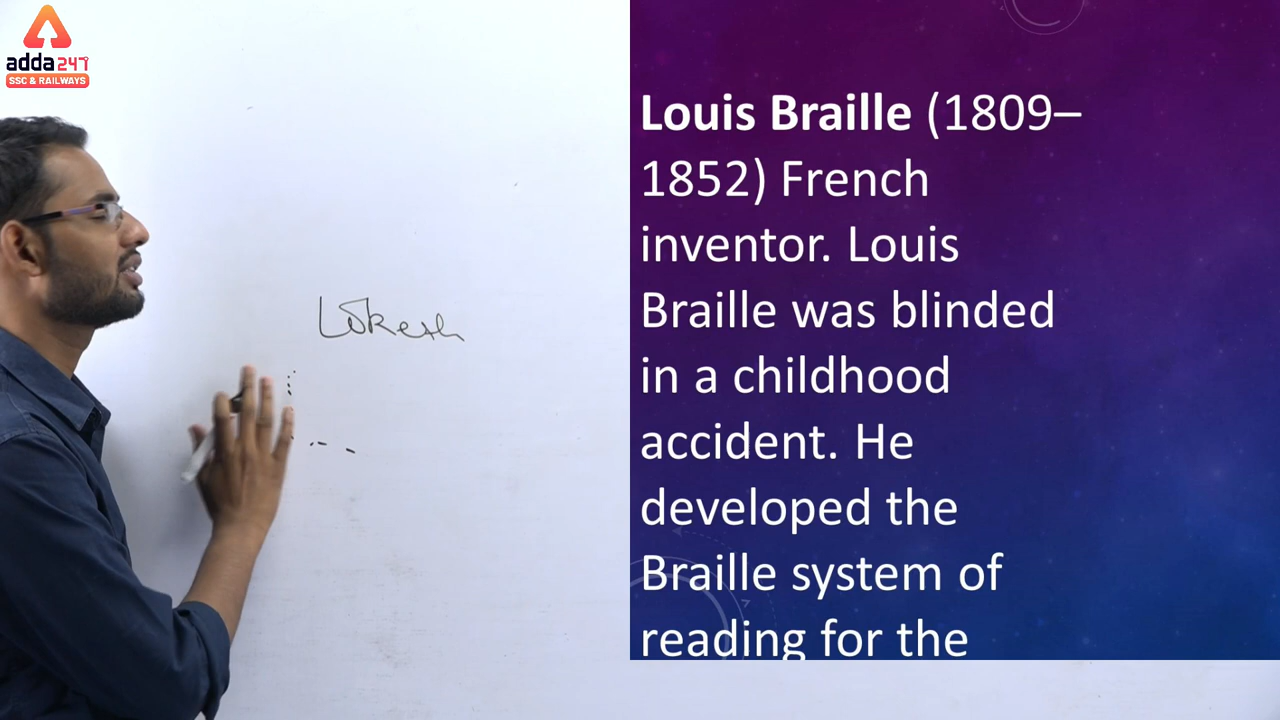 adda247
SSC & RAILWAYS
Lokesh
Louis Braille (1809–
1852) French
inventor. Louis
Braille was blinded
in a childhood
accident. He
developed the
Braille system of
reading for the